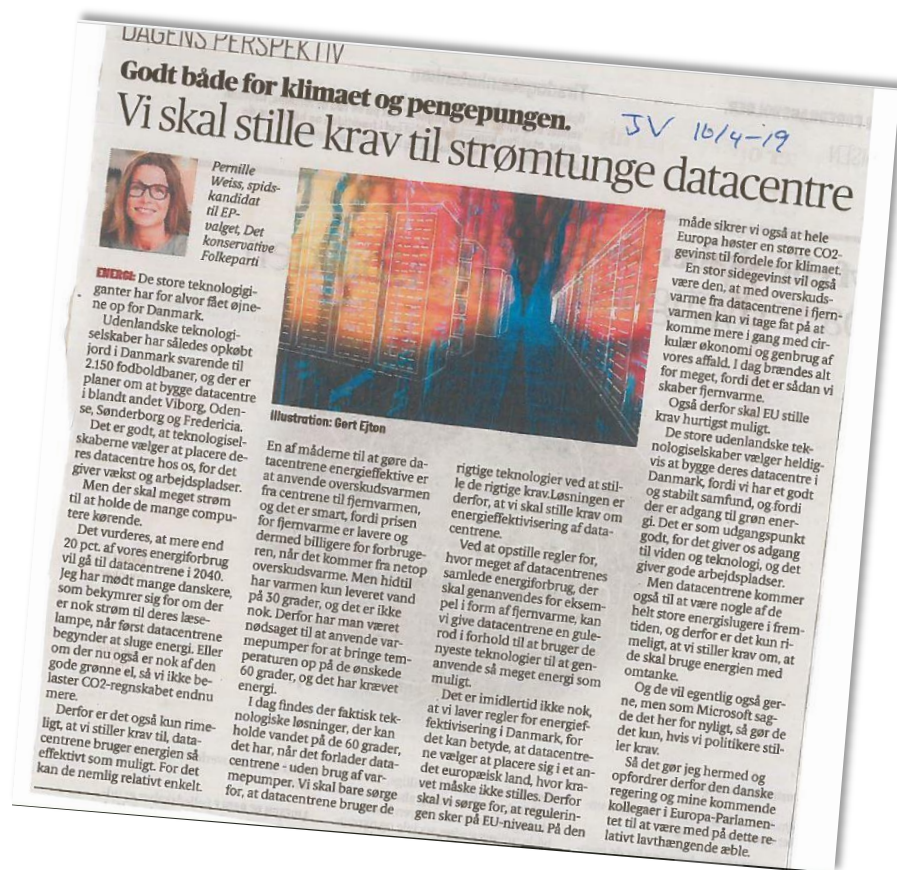 DAGENS PERSPEKTIV
Godt både for klimaet og pengepungen.
JV 10/4-19
Vi skal stille krav til strømtunge datacentre
Pernille
Weiss, spids-
kandidat
til EP-
valget, Det
konservative
Folkeparti
ENERGI: De store teknologigi-
ganter har for alvor fået øjne-
ne op for Danmark.
Udenlandske teknologi-
selskaber har således opkøbt
jord i Danmark svarende til
2.150 fodboldbaner, og der er
planer om at bygge datacentre
i blandt andet Viborg, Oden-
se, Sønderborg og Fredericia.
Det er godt, at teknologisel-
skaberne vælger at placere de-
res datacentre hos os, for det
giver vækst og arbejdspladser.
Men der skal meget strøm
til at holde de mange compu-
tere kørende.
Det vurderes, at mere end
20 pct. af vores energiforbrug
vil gå til datacentrene i 2040.
Jeg har mødt mange danskere,
som bekymrer sig for om der
er nok strøm til deres læse-
lampe, når først datacentrene
begynder at sluge energi. Eller
om der nu også er nok af den
gode grønne el, så vi ikke be-
laster CO2-regnskabet endnu
mere.
Derfor er det også kun rime-
ligt, at vi stiller krav til, data-
centrene bruger energien så
effektivt som muligt. For det
kan de nemlig relativt enkelt.
Illustration: Gert Ejton
En af måderne til at gøre da-
tacentrene energieffektive er
at anvende overskudsvarmen
fra centrene til fjernvarmen,
og det er smart, fordi prisen
for fjernvarme er lavere og
dermed billigere for forbruge-
ren, når det kommer fra netop
overskudsvarme. Men hidtil
har varmen kun leveret vand
på 30 grader, og det er ikke
nok. Derfor har man været
nødsaget til at anvende var-
mepumper for at bringe tem-
peraturen op på de ønskede
60 grader, og det har krævet
energi.
I dag findes der faktisk tek-
nologiske løsninger, der kan
holde vandet på de 60 grader,
det har, når det forlader data-
centrene - uden brug af var-
mepumper. Vi skal bare sørge
for, at datacentrene bruger de
rigtige teknologier ved at stil-
le de rigtige krav.Løsningen er
derfor, at vi skal stille krav om
energieffektivisering af data-
centrene.
Ved at opstille regler for,
hvor meget af datacentrenes
samlede energiforbrug, der
skal genanvendes for eksem-
pel i form af fjernvarme, kan
vi give datacentrene en gule-
rod i forhold til at bruge de
nyeste teknologier til at gen-
anvende så meget energi som
muligt.
Det er imidlertid ikke nok,
at vi laver regler for energief-
fektivisering i Danmark, for
det kan betyde, at datacentre-
ne vælger at placere sig i et an-
det europæisk land, hvor kra-
vet måske ikke stilles. Derfor
skal vi sørge for, at regulerin-
gen sker på EU-niveau. På den
måde sikrer vi også at hele
Europa høster en større CO2-
gevinst til fordele for klimaet.
En stor sidegevinst vil også
være den, at med overskuds-
varme fra datacentrene i fjern-
varmen kan vi tage fat på at
komme mere i gang med cir-
kulær økonomi og genbrug af
vores affald. I dag brændes alt
for meget, fordi det er sådan vi
skaber fjernvarme.
Også derfor skal EU stille
krav hurtigst muligt.
De store udenlandske tek-
nologiselskaber vælger heldig-
vis at bygge deres datacentre i
Danmark, fordi vi har et godt
og stabilt samfund, og fordi
der er adgang til grøn ener-
gi. Det er som udgangspunkt
godt, for det giver os adgang
til viden og teknologi, og det
giver gode arbejdspladser.
Men datacentrene kommer
også til at være nogle af de
helt store energislugere i frem-
tiden, og derfor er det kun ri-
meligt, at vi stiller krav om, at
de skal bruge energien med
omtanke.
Og de vil egentlig også ger-
ne, men som Microsoft sag-
de det her for nyligt, så gør de
det kun, hvis vi politikere stil-
ler krav.
Så det gør jeg hermed og
opfordrer derfor den danske
regering og mine kommende
kollegaer i Europa-Parlamen-
tet til at være med på dette re-
lativt lavthængende æble.